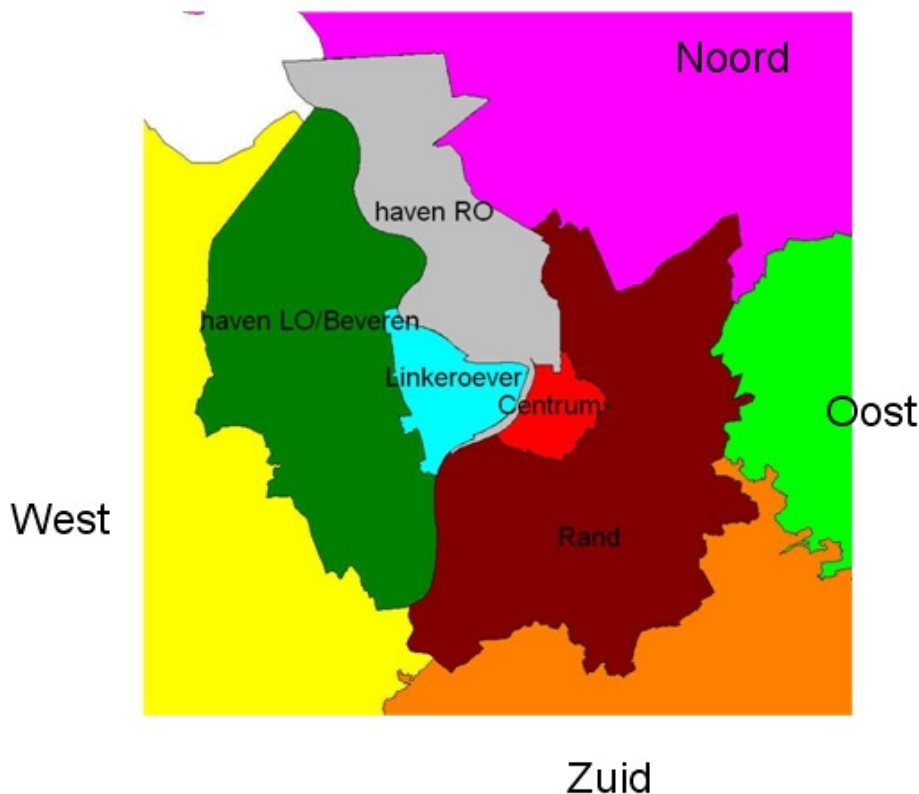 Noord
haven RO
haven LO/Beveren
Linkeroever
Centrum-
Oost
West
Rand
Zuid